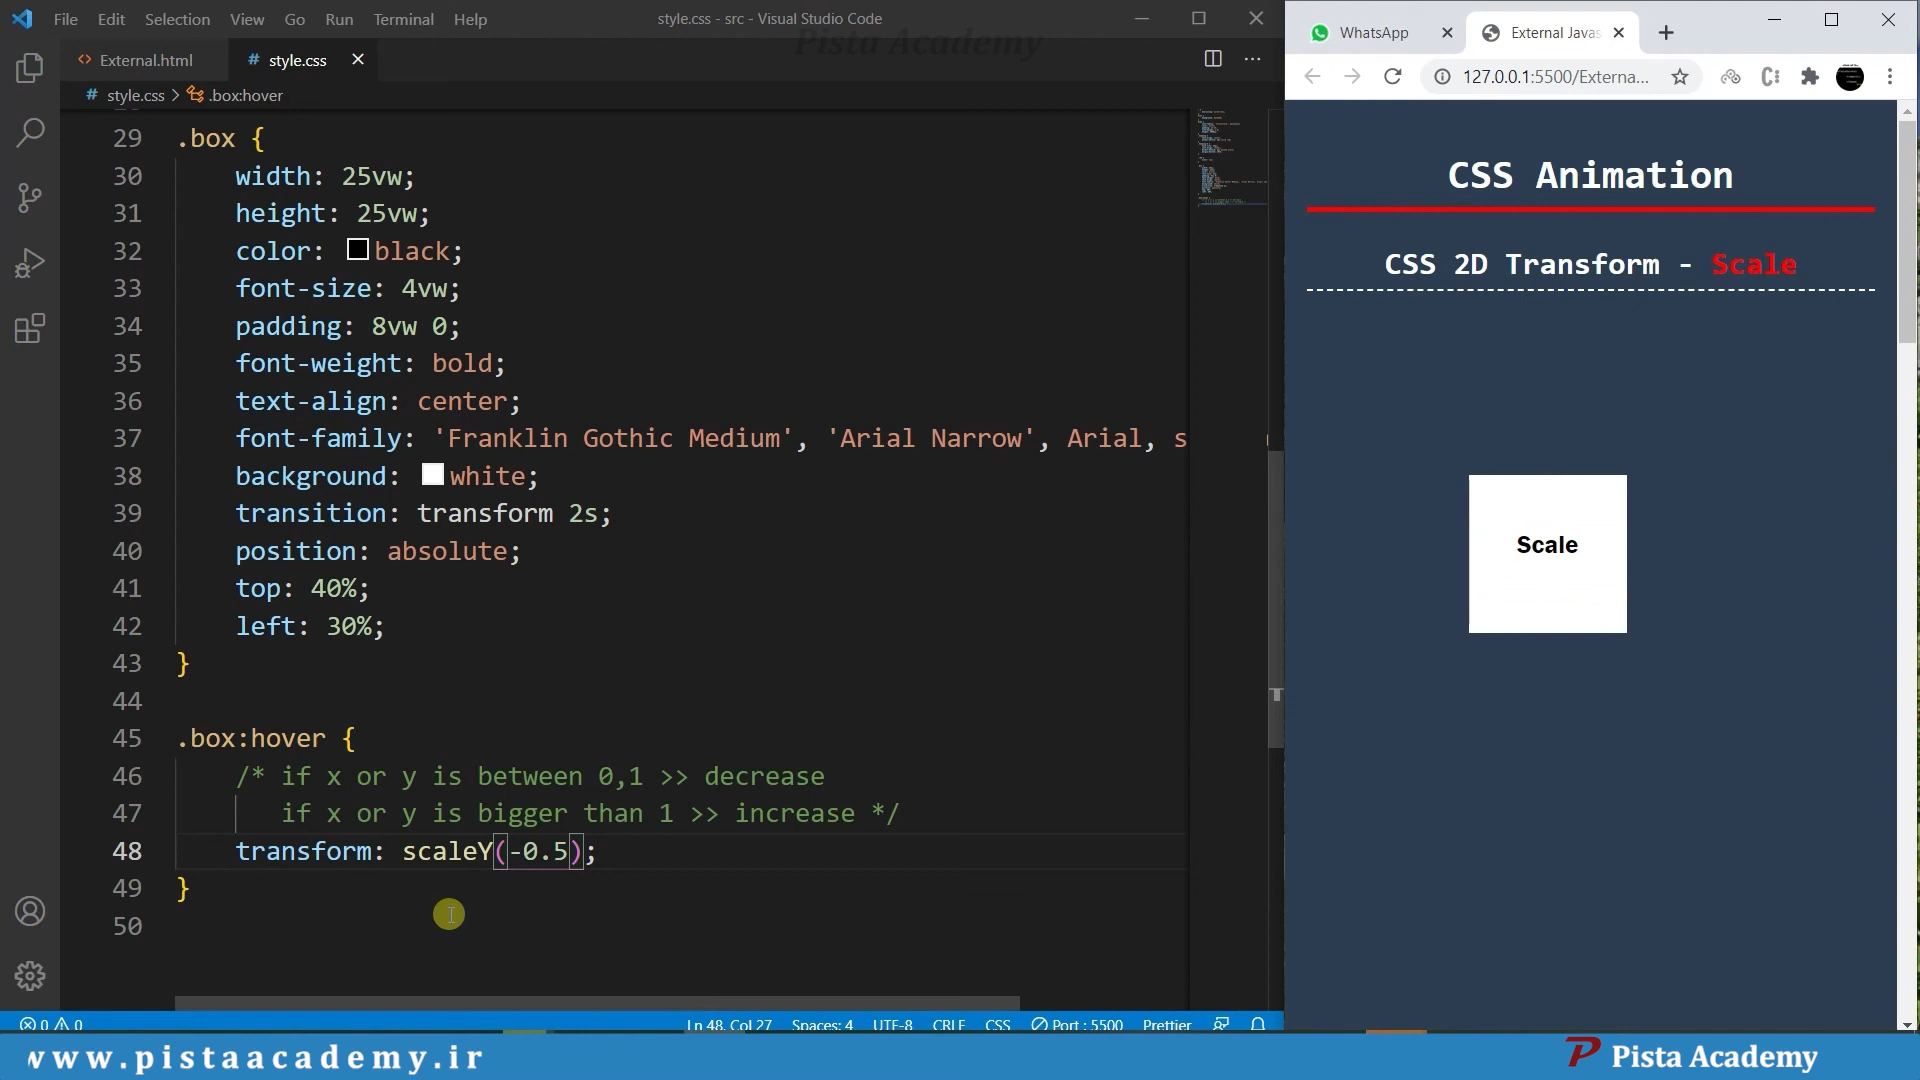 File Edit Selection View Go Run Terminal Help
style.css - src - Visual Studio Code
Pista Academy
External.html
# style.css
# style.css > .box:hover
29 .box {
30 width: 25vw;
31 height: 25vw;
32 color: black;
33 font-size: 4vw;
34 padding: 8vw 0;
35 font-weight: bold;
36 text-align: center;
37 font-family: 'Franklin Gothic Medium', 'Arial Narrow', Arial, s
38 background: white;
39 transition: transform 2s;
40 position: absolute;
41 top: 40%;
42 left: 30%;
43 }
44
45 .box:hover {
46 /* if x or y is between 0,1 >> decrease
47 if x or y is bigger than 1 >> increase */
48 transform: scaleY(-0.5);
49 }
50
0 0
Ln 48, Col 27 Spaces: 4 UTF-8 CRLF CSS Port : 5500 Prettier
WhatsApp
External Javas
127.0.0.1:5500/Externa...
CSS Animation
CSS 2D Transform - Scale
Scale
www.pistaacademy.ir
Pista Academy